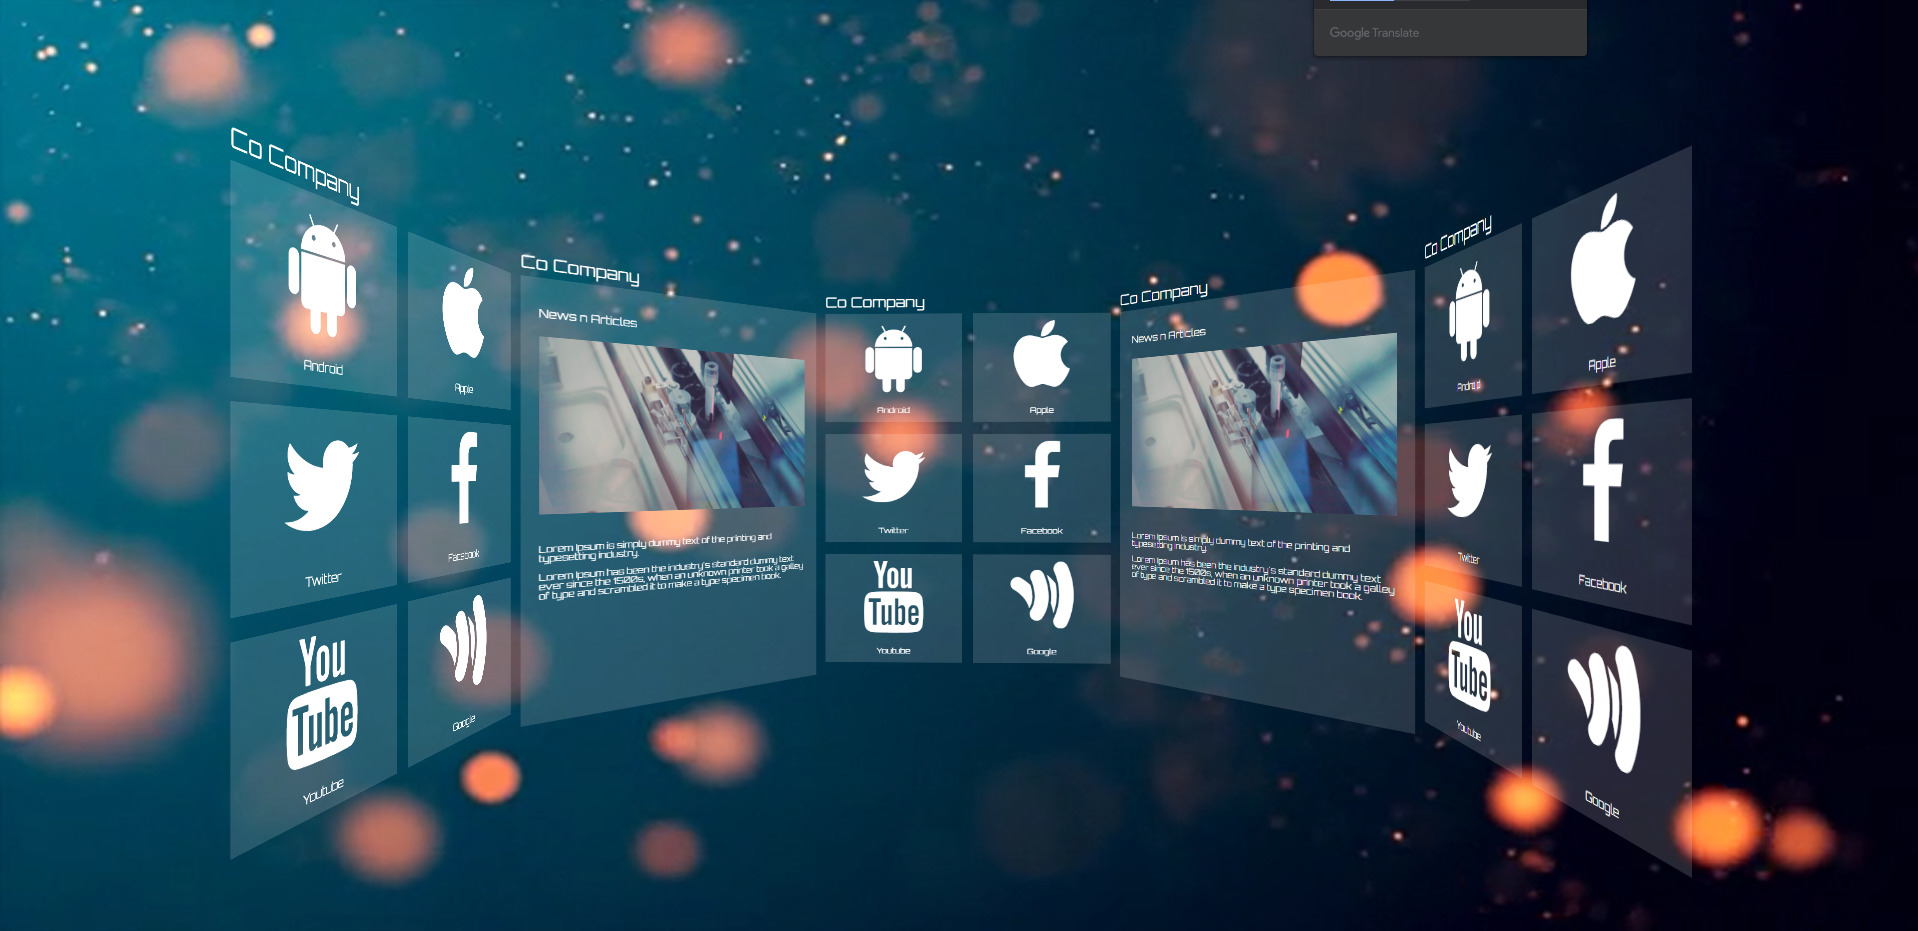 Google Translate
Co Company
Android
Apple
Twitter
Facebook
You
Tube
Youtube
Google
Co Company
News n Articles
Lorem Ipsum is simply dummy text of the printing and
typesetting industry.
Lorem Ipsum has been the industry's standard dummy text
ever since the 1500s, when an unknown printer took a galley
of type and scrambled it to make a type specimen book.
Co Company
Android
Apple
Twitter
Facebook
You
Tube
Youtube
Google
Co Company
News n Articles
Lorem Ipsum is simply dummy text of the printing and
typesetting industry.
Lorem Ipsum has been the industry's standard dummy text
ever since the 1500s, when an unknown printer took a galley
of type and scrambled it to make a type specimen book.
Co Company
Android
Apple
Twitter
Facebook
You
Tube
Youtube
Google